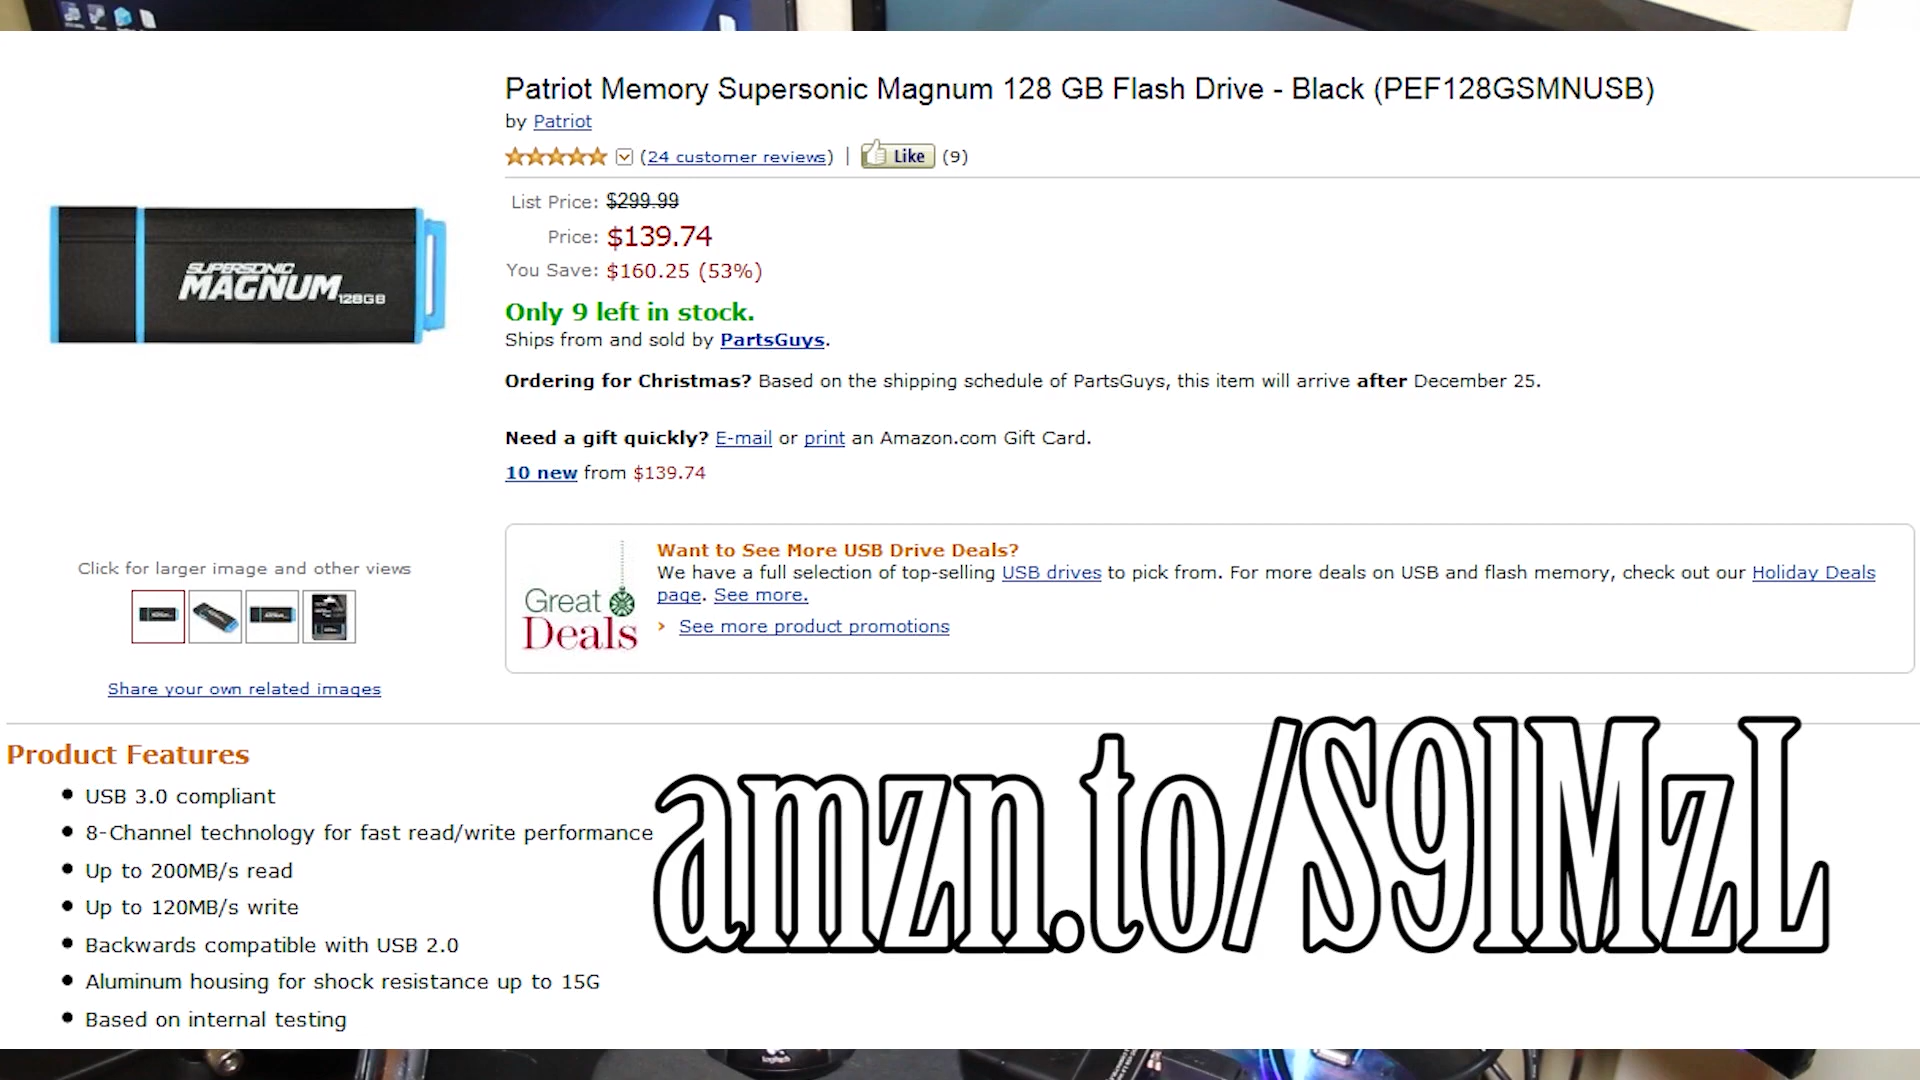 Patriot Memory Supersonic Magnum 128 GB Flash Drive - Black (PEF128GSMNUSB)
by Patriot
(24 customer reviews) | Like (9)
List Price: $299.99
Price: $139.74
You Save: $160.25 (53%)
Only 9 left in stock.
Ships from and sold by PartsGuys.
Ordering for Christmas? Based on the shipping schedule of PartsGuys, this item will arrive after December 25.
Need a gift quickly? E-mail or print an Amazon.com Gift Card.
10 new from $139.74
SUPERSONIC
MAGNUM 128GB
Click for larger image and other views
Share your own related images
Great
Deals
Want to See More USB Drive Deals?
We have a full selection of top-selling USB drives to pick from. For more deals on USB and flash memory, check out our Holiday Deals
page. See more.
› See more product promotions
Product Features
• USB 3.0 compliant
• 8-Channel technology for fast read/write performance
• Up to 200MB/s read
• Up to 120MB/s write
• Backwards compatible with USB 2.0
• Aluminum housing for shock resistance up to 15G
• Based on internal testing
amzn.to/S9lMzL
logitech